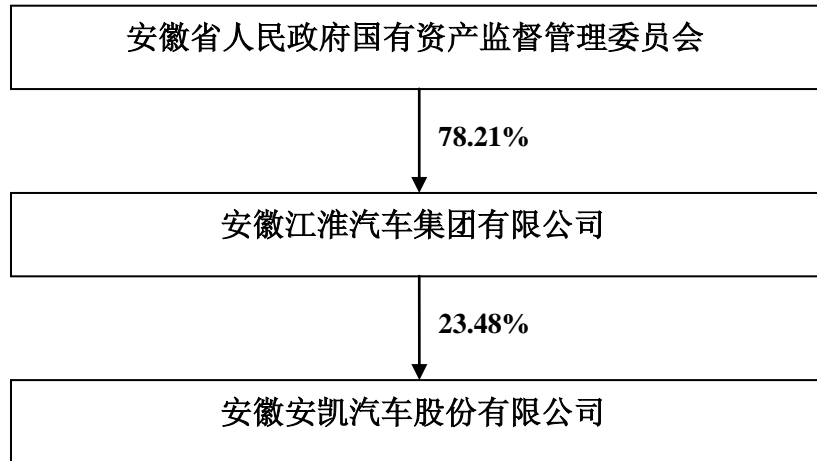 安徽省人民政府国有资产监督管理委员会
78.21%
安徽江淮汽车集团有限公司
23.48%
安徽安凯汽车股份有限公司